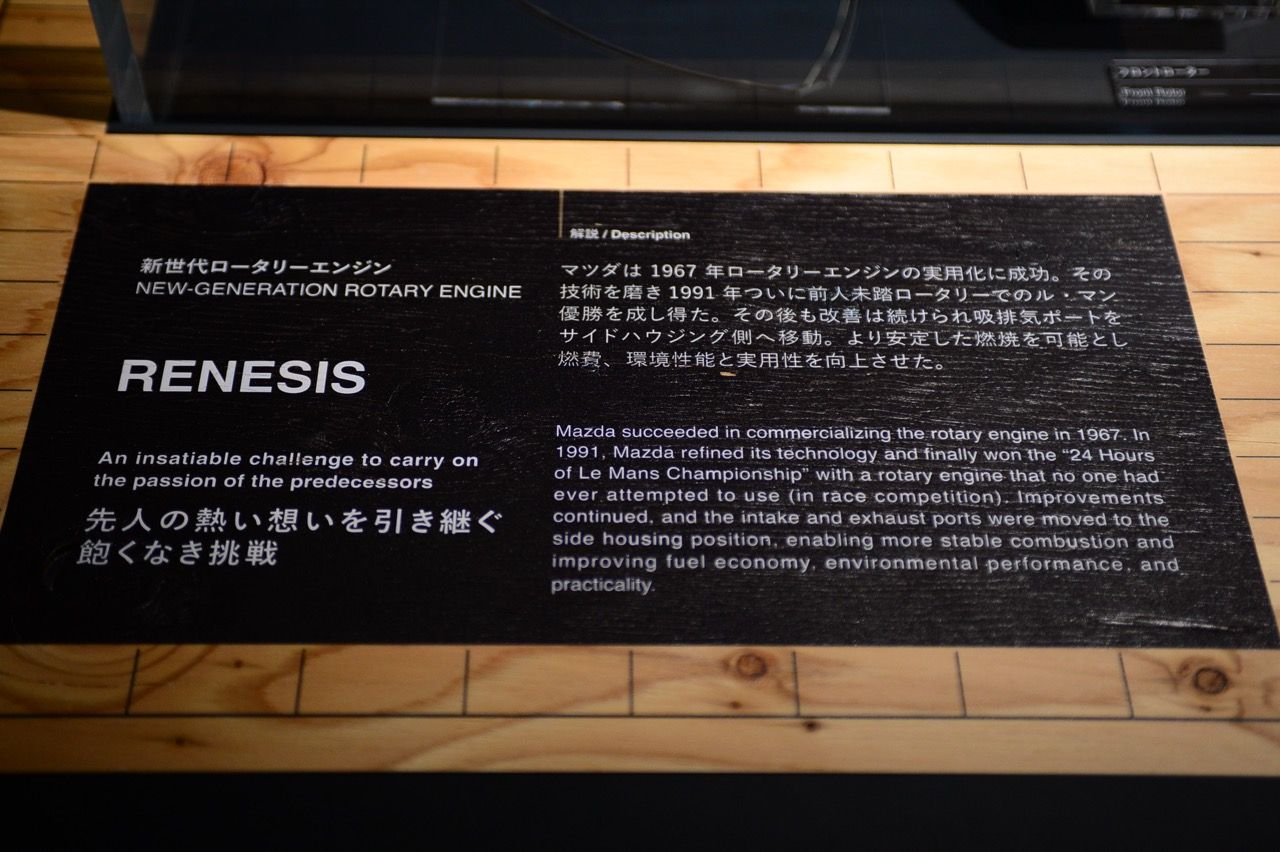 フロントローター
Front Rotor
新世代ロータリーエンジン
NEW-GENERATION ROTARY ENGINE
RENESIS
An insatiable challenge to carry on
the passion of the predecessors
先人の熱い想いを引き継ぐ
飽くなき挑戦
解説 / Description
マツダは 1967 年ロータリーエンジンの実用化に成功。その
技術を磨き 1991 年ついに前人未踏ロータリーでのル・マン
優勝を成し得た。その後も改善は続けられ吸排気ポートを
サイドハウジング側へ移動。より安定した燃焼を可能とし
燃費、環境性能と実用性を向上させた。
Mazda succeeded in commercializing the rotary engine in 1967. In
1991, Mazda refined its technology and finally won the “24 Hours
of Le Mans Championship” with a rotary engine that no one had
ever attempted to use (in race competition). Improvements
continued, and the intake and exhaust ports were moved to the
side housing position, enabling more stable combustion and
improving fuel economy, environmental performance, and
practicality.